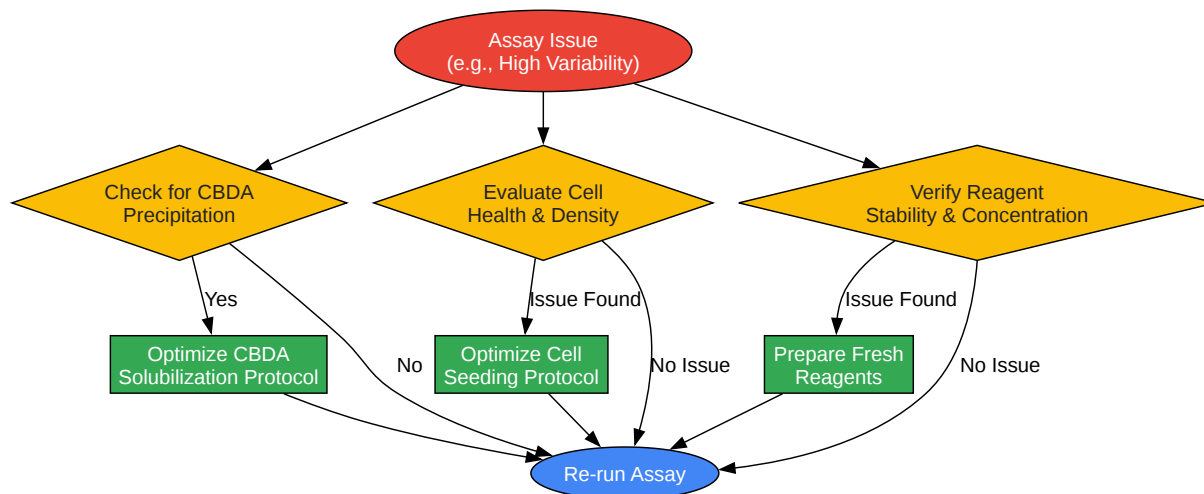 Assay Issue
(e.g., High Variability)
Check for CBDA
Precipitation
Evaluate Cell
Health & Density
Verify Reagent
Stability & Concentration
Yes
Issue Found
Issue Found
Optimize CBDA
Solubilization Protocol
No
Optimize Cell
Seeding Protocol
No Issue
Prepare Fresh
Reagents
No Issue
Re-run Assay